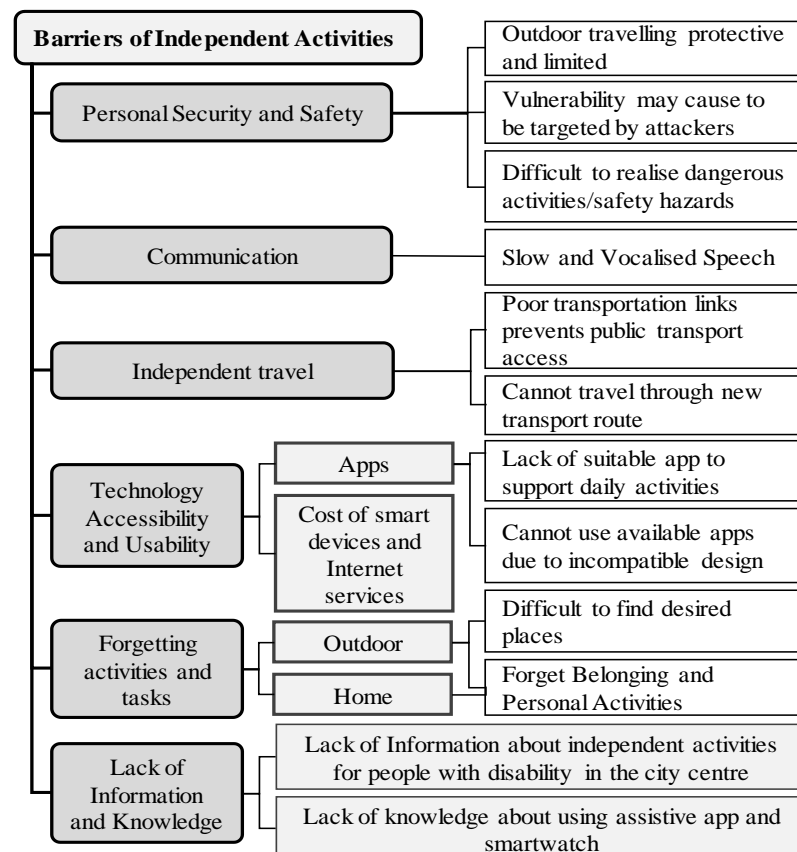 Barriers of Independent Activities
Personal Security and Safety
Outdoor travelling protective
and limited
Vulnerability may cause to
be targeted by attackers
Difficult to realise dangerous
activities/safety hazards
Communication
Slow and Vocalised Speech
Independent travel
Poor transportation links
prevents public transport
access
Cannot travel through new
transport route
Technology
Accessibility
and Usability
Apps
Lack of suitable app to
support daily activities
Cannot use available apps
due to incompatible design
Cost of smart
devices and
Internet
services
Forgetting
activities and
tasks
Outdoor
Difficult to find desired
places
Home
Forget Belonging and
Personal Activities
Lack of
Information
and Knowledge
Lack of Information about independent activities
for people with disability in the city centre
Lack of knowledge about using assistive app and
smartwatch